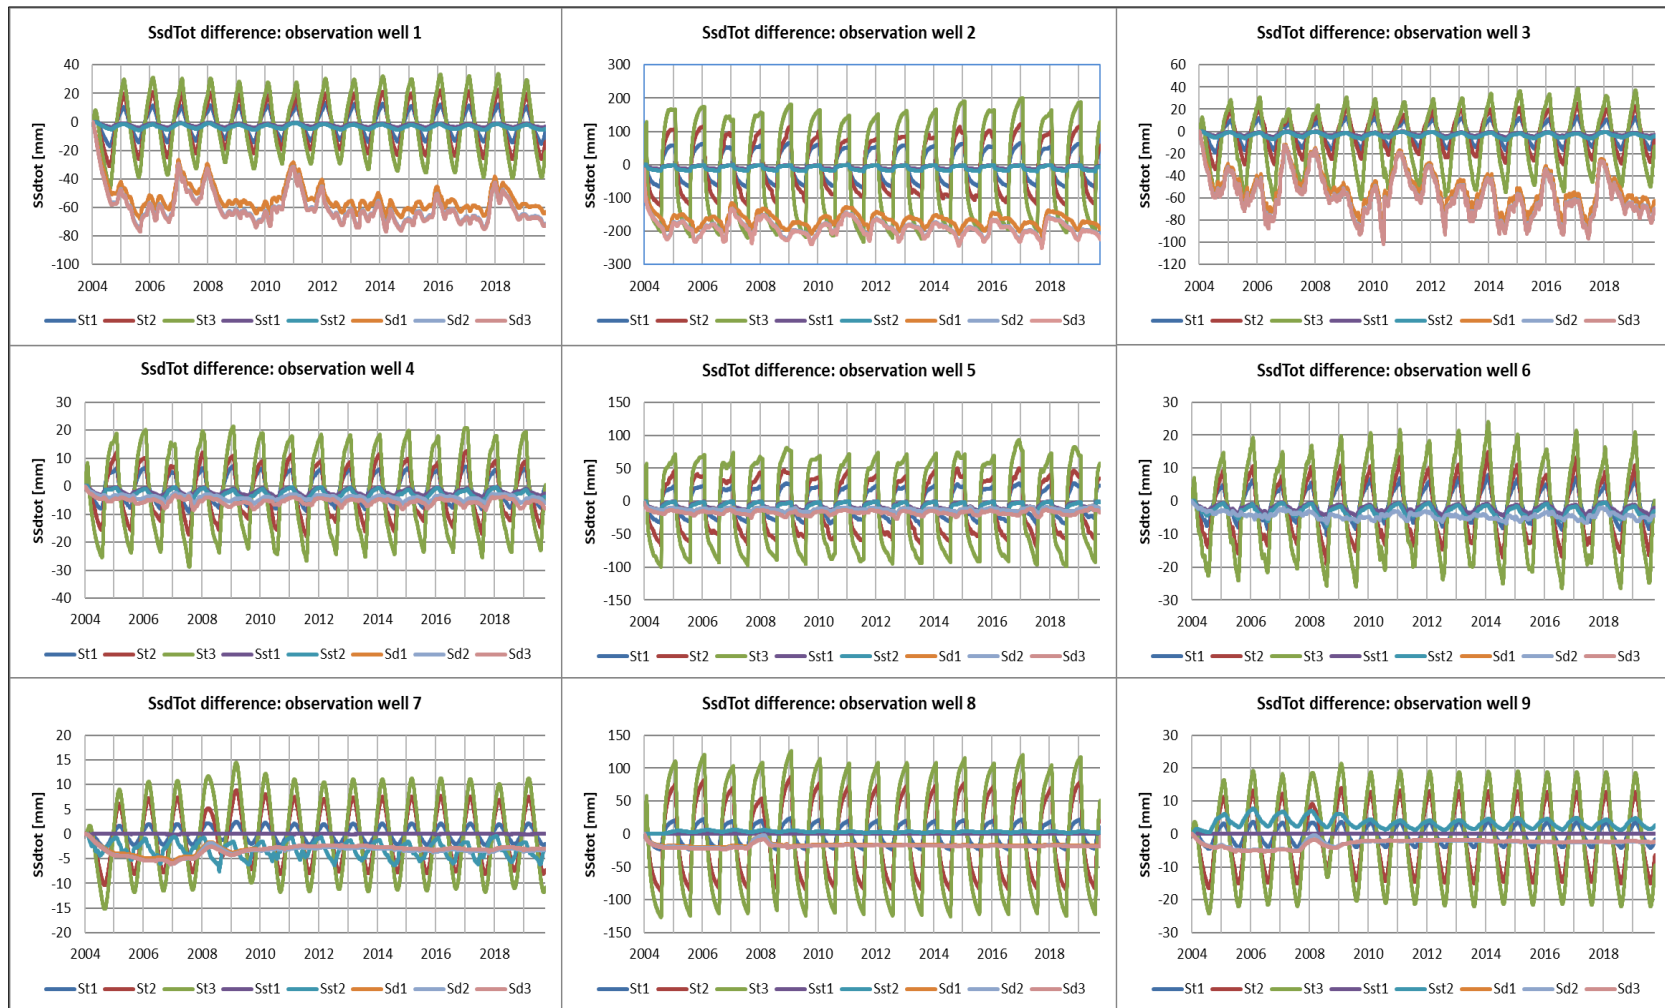 SsdTot difference: observation well 1
SSdtot [mm]
40
20
0
-20
-40
-60
-80
-100
2004 2006 2008 2010 2012 2014 2016 2018
St1 St2 St3 Sst1 Sst2 Sd1 Sd2 Sd3
SsdTot difference: observation well 2
SSdtot [mm]
300
200
100
0
-100
-200
-300
2004 2006 2008 2010 2012 2014 2016 2018
St1 St2 St3 Sst1 Sst2 Sd1 Sd2 Sd3
SsdTot difference: observation well 3
SSdtot [mm]
60
40
20
0
-20
-40
-60
-80
-100
-120
2004 2006 2008 2010 2012 2014 2016 2018
St1 St2 St3 Sst1 Sst2 Sd1 Sd2 Sd3
SsdTot difference: observation well 4
SSdtot [mm]
30
20
10
0
-10
-20
-30
-40
2004 2006 2008 2010 2012 2014 2016 2018
St1 St2 St3 Sst1 Sst2 Sd1 Sd2 Sd3
SsdTot difference: observation well 5
SSdtot [mm]
150
100
50
0
-50
-100
-150
2004 2006 2008 2010 2012 2014 2016 2018
St1 St2 St3 Sst1 Sst2 Sd1 Sd2 Sd3
SsdTot difference: observation well 6
SSdtot [mm]
30
20
10
0
-10
-20
-30
2004 2006 2008 2010 2012 2014 2016 2018
St1 St2 St3 Sst1 Sst2 Sd1 Sd2 Sd3
SsdTot difference: observation well 7
SSdtot [mm]
20
15
10
5
0
-5
-10
-15
-20
2004 2006 2008 2010 2012 2014 2016 2018
St1 St2 St3 Sst1 Sst2 Sd1 Sd2 Sd3
SsdTot difference: observation well 8
SSdtot [mm]
150
100
50
0
-50
-100
-150
2004 2006 2008 2010 2012 2014 2016 2018
St1 St2 St3 Sst1 Sst2 Sd1 Sd2 Sd3
SsdTot difference: observation well 9
SSdtot [mm]
30
20
10
0
-10
-20
-30
2004 2006 2008 2010 2012 2014 2016 2018
St1 St2 St3 Sst1 Sst2 Sd1 Sd2 Sd3